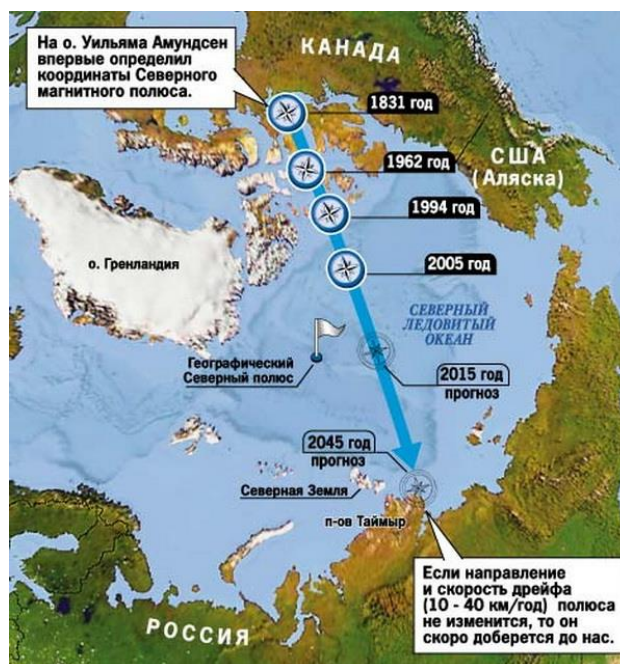 На о. Уильяма Амундсен
впервые определил
координаты Северного
магнитного полюса.
КАНАДА
1831 год
1962 год
США
(Аляска)
1994 год
о. Гренландия
2005 год
СЕВЕРНЫЙ
ЛЕДОВИТЫЙ
ОКЕАН
Географический
Северный полюс
2015 год
прогноз
2045 год
прогноз
Северная Земля
п-ов Таймыр
Если направление
и скорость дрейфа
(10 - 40 км/год) полюса
не изменится, то он
скоро доберется до нас.
РОССИЯ